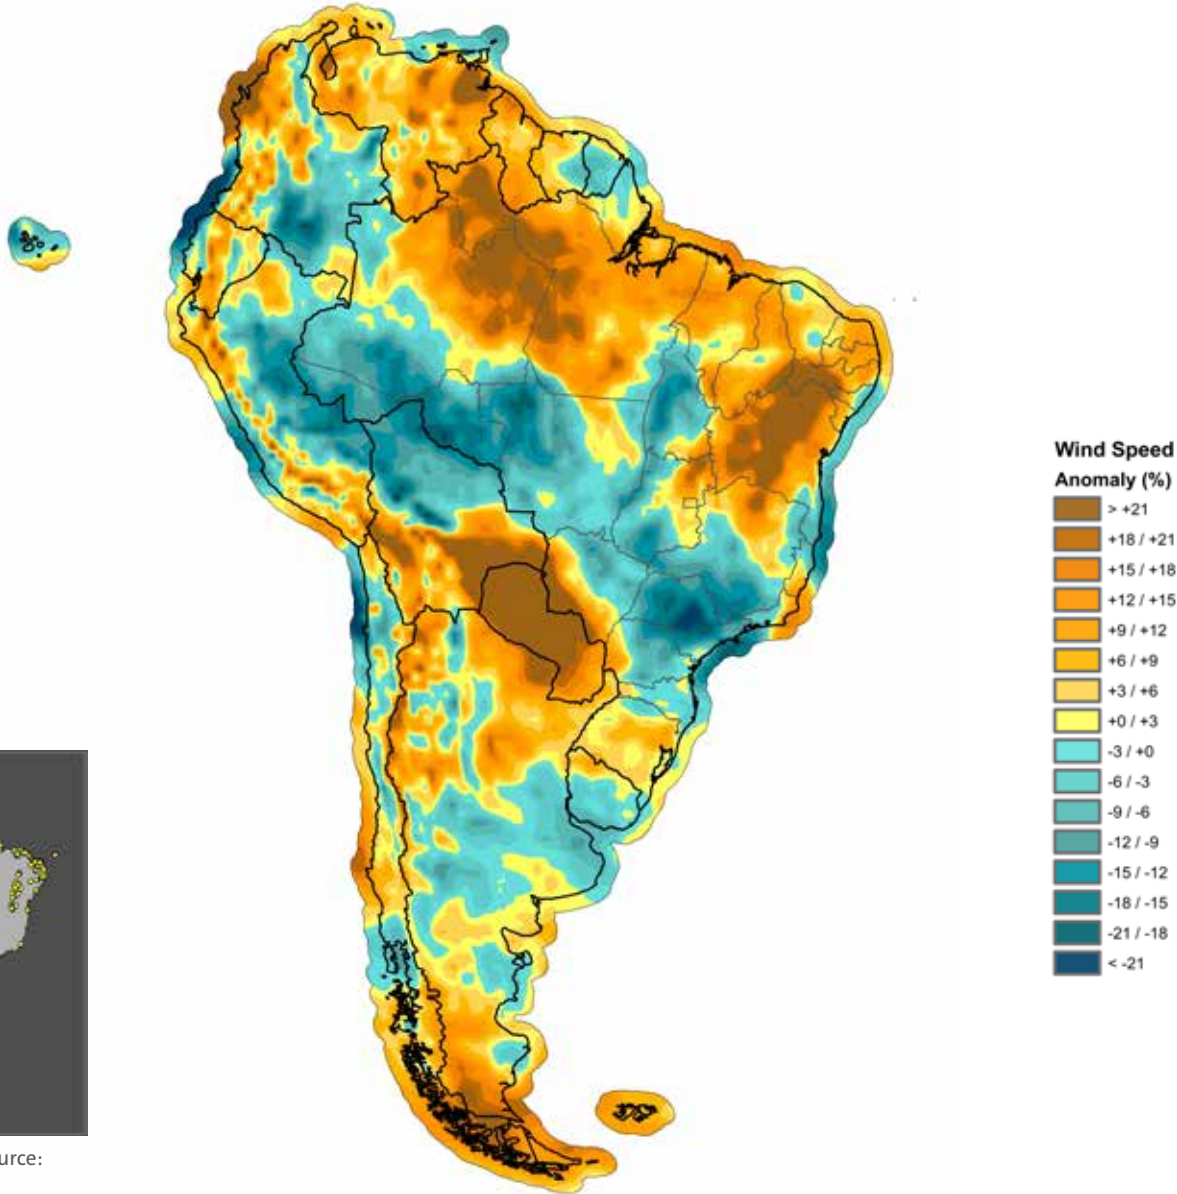 Wind Speed
Anomaly (%)
> +21
+18 / +21
+15 / +18
+12 / +15
+9 / +12
+6 / +9
+3 / +6
+0 / +3
-3 / +0
-6 / -3
-9 / -6
-12 / -9
-15 / -12
-18 / -15
-21 / -18
< -21
urce: